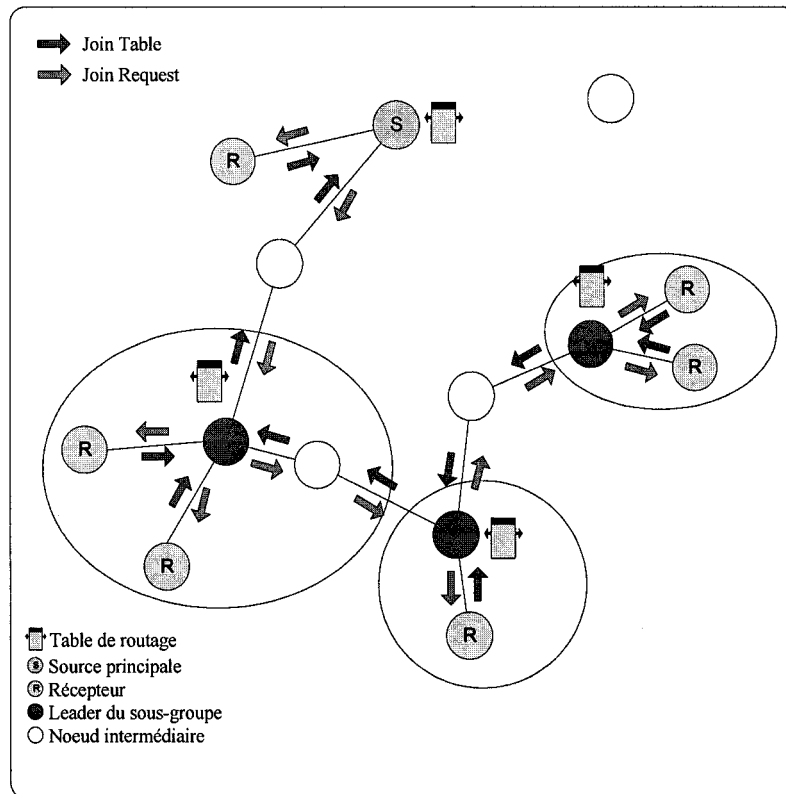 Join Table
Join Request
S
R
R
R
R
R
R
Table de routage
S Source principale
R Récepteur
Leader du sous-groupe
Noeud intermédiaire